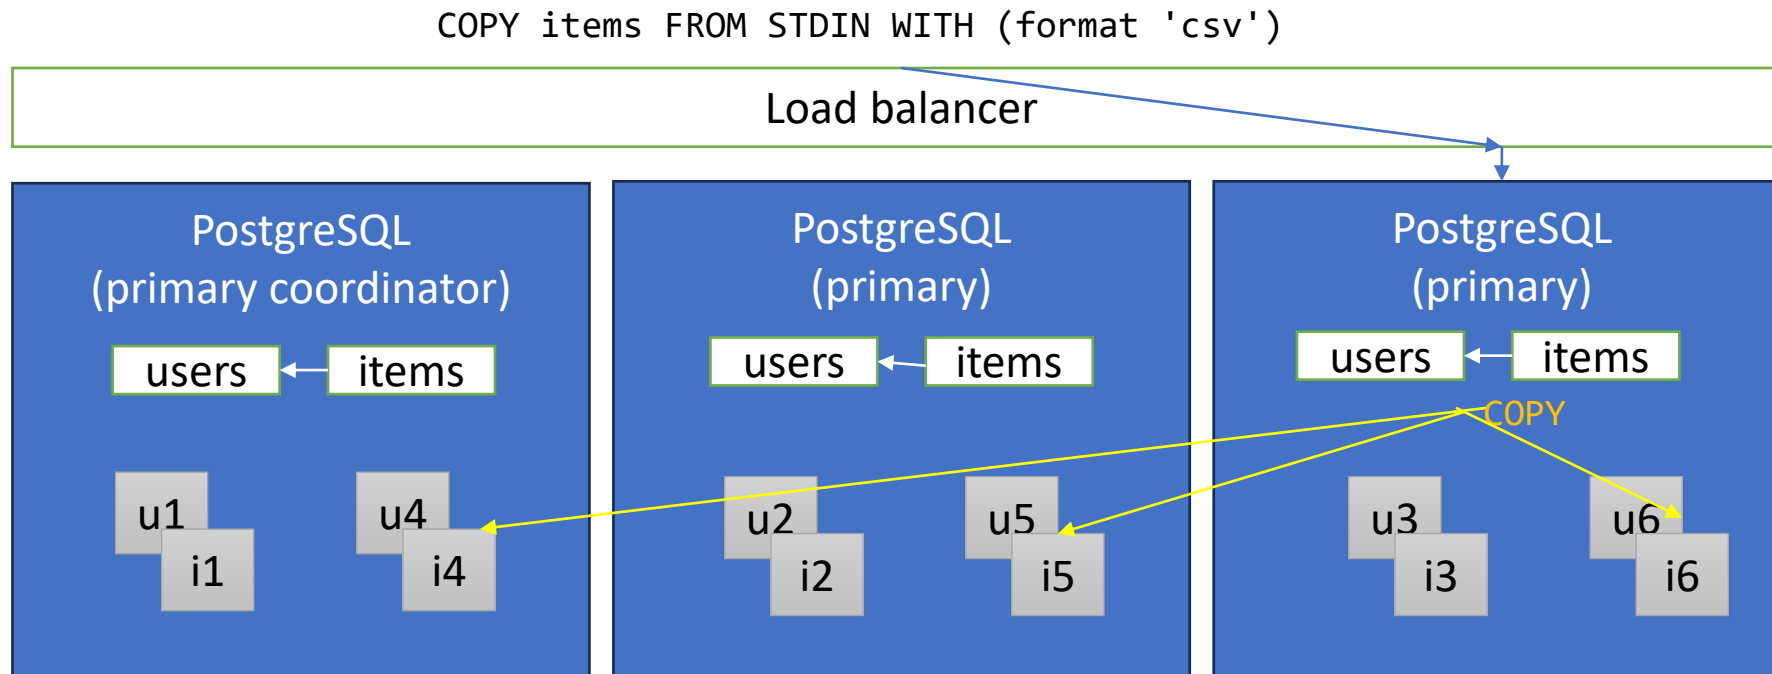 COPY items FROM STDIN WITH (format 'csv')
Load balancer
PostgreSQL
(primary coordinator)
users
items
u1
i1
u4
i4
PostgreSQL
(primary)
users
items
u2
i2
u5
i5
PostgreSQL
(primary)
users
items
COPY
u3
i3
u6
i6